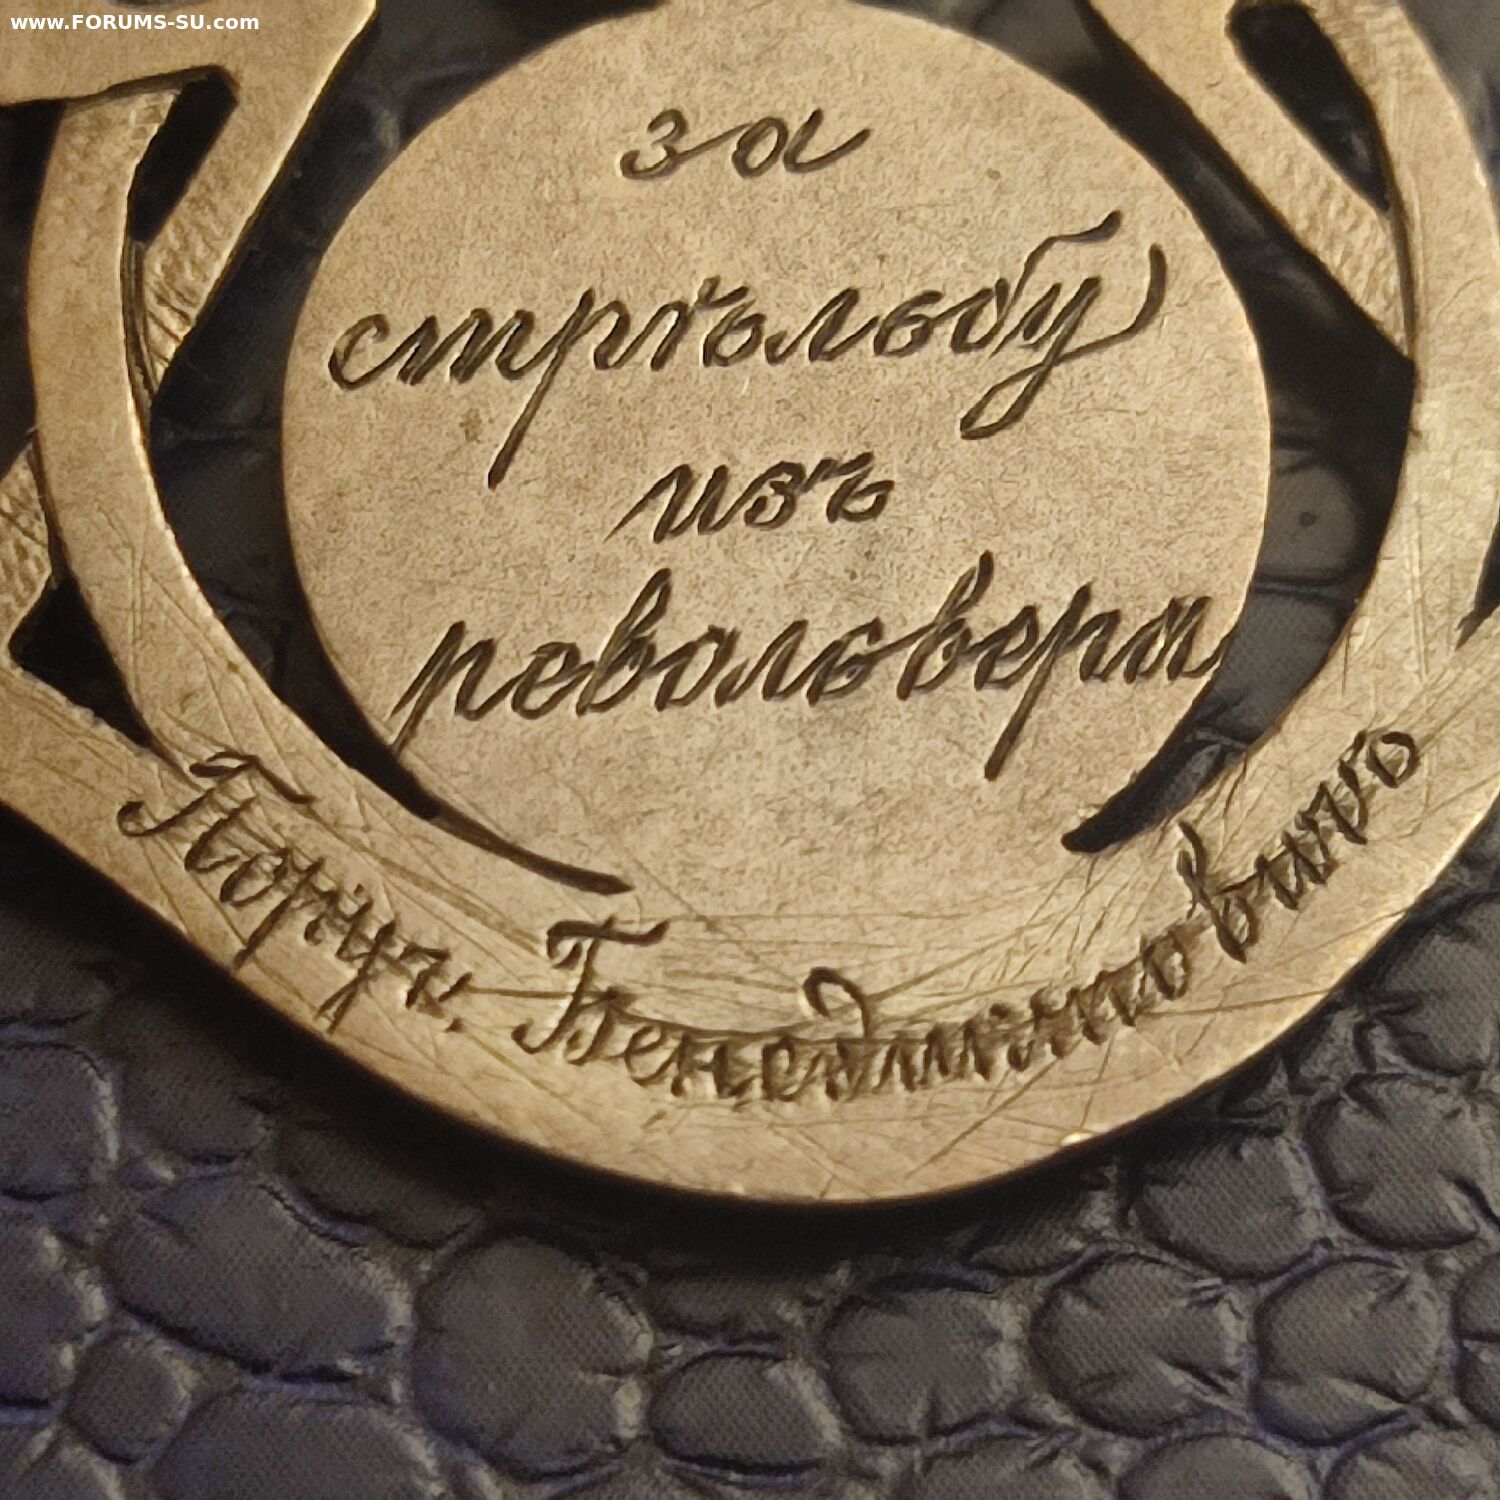 www.FORUMS-SU.com
за
стрѣльбу
изъ
револьвера
Поруч. Бенедиктовичъ